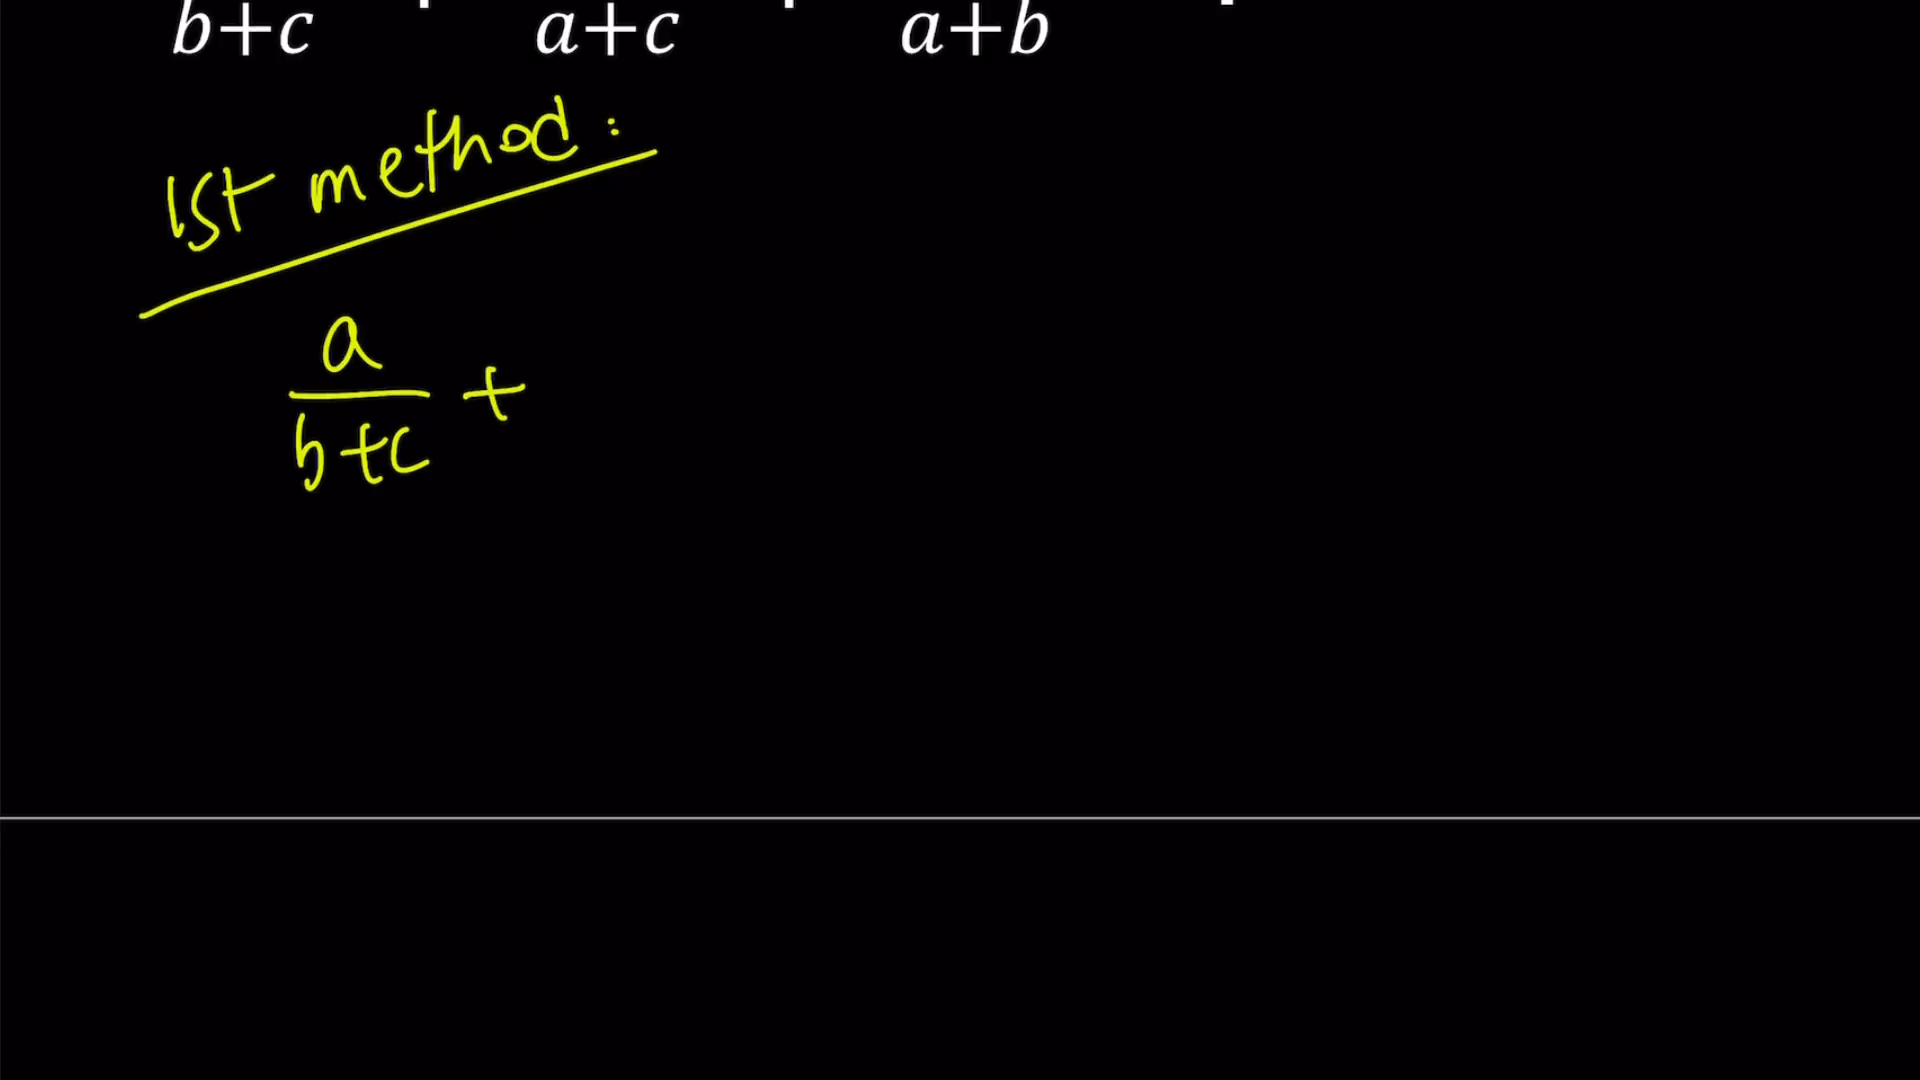 b+c a+c a+b
1st method:
a
b+c +